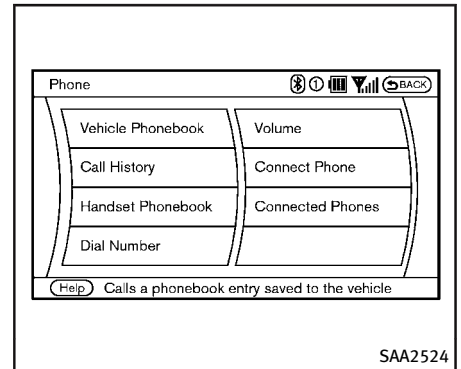 Phone 1 BACK
Vehicle Phonebook Volume
Call History Connect Phone
Handset Phonebook Connected Phones
Dial Number
Help Calls a phonebook entry saved to the vehicle
SAA2524